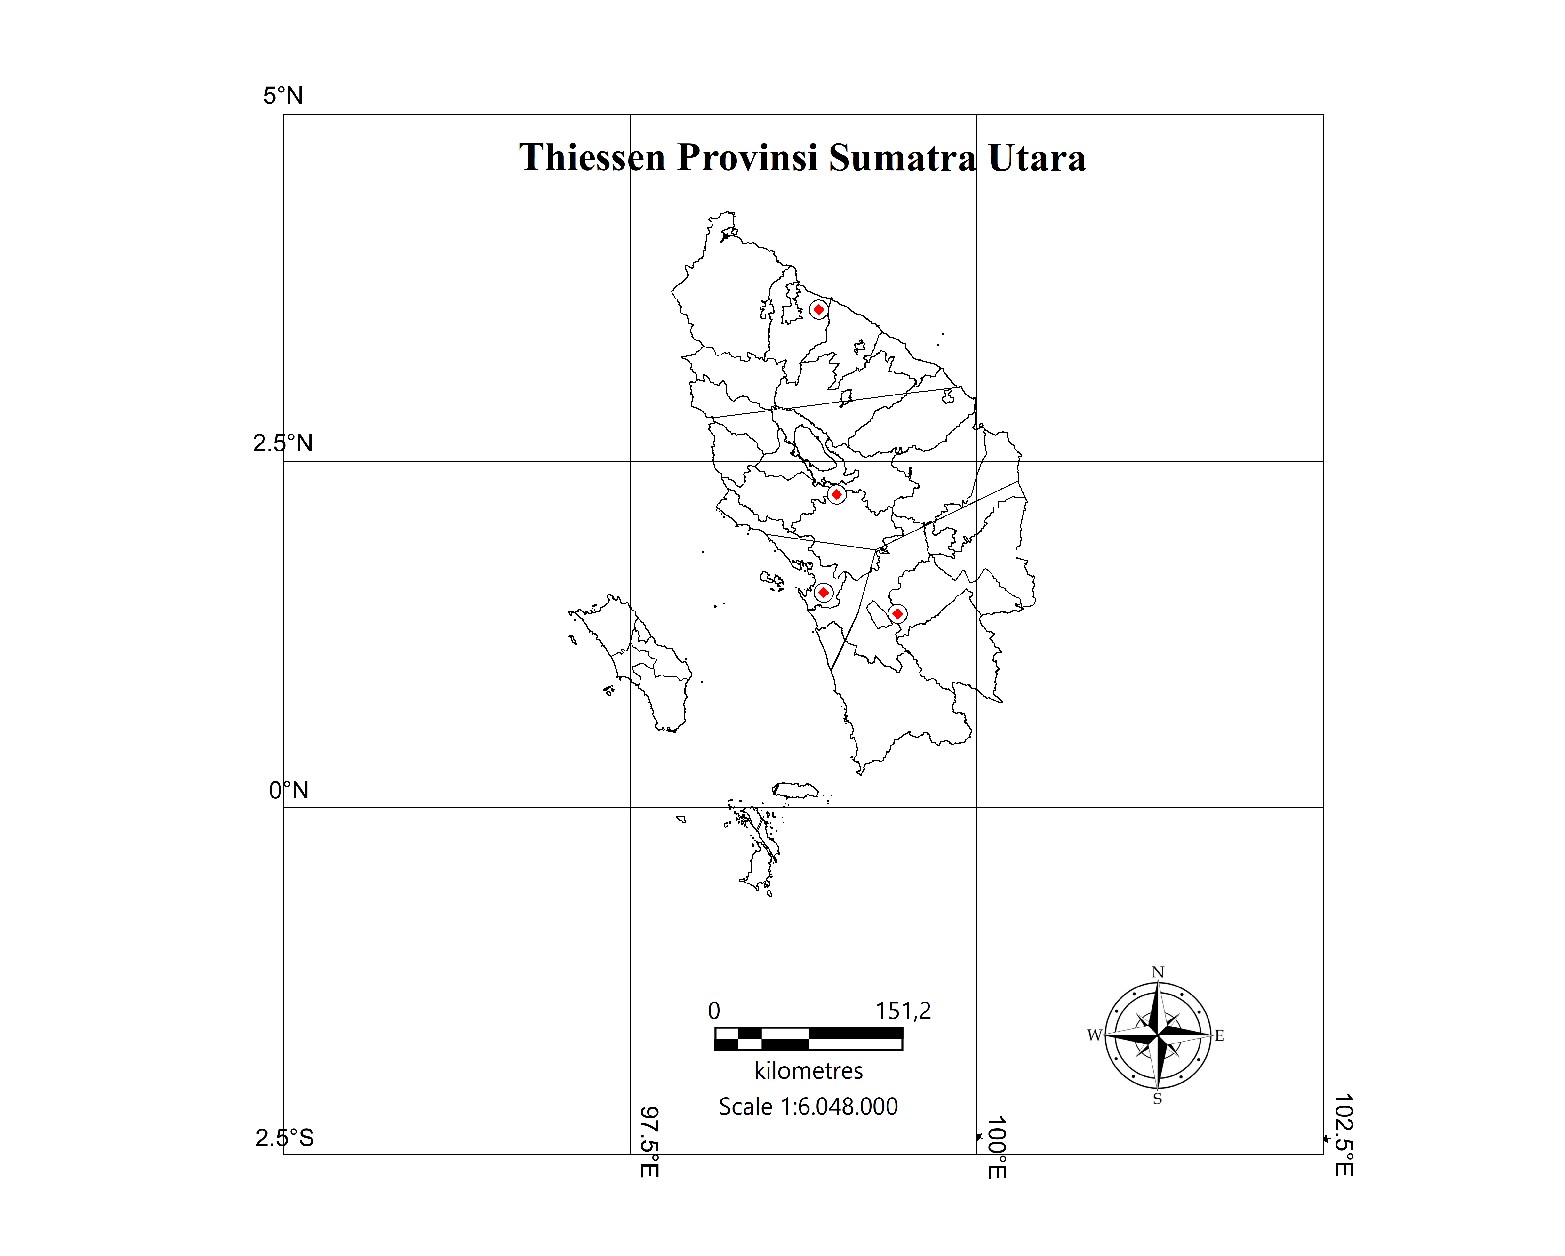 5°N
Thiessen Provinsi Sumatra Utara
2.5°N
0°N
N
W
E
S
0 151,2
kilometres
Scale 1:6.048.000
2.5°S
97.5°E
100°E
102.5°E